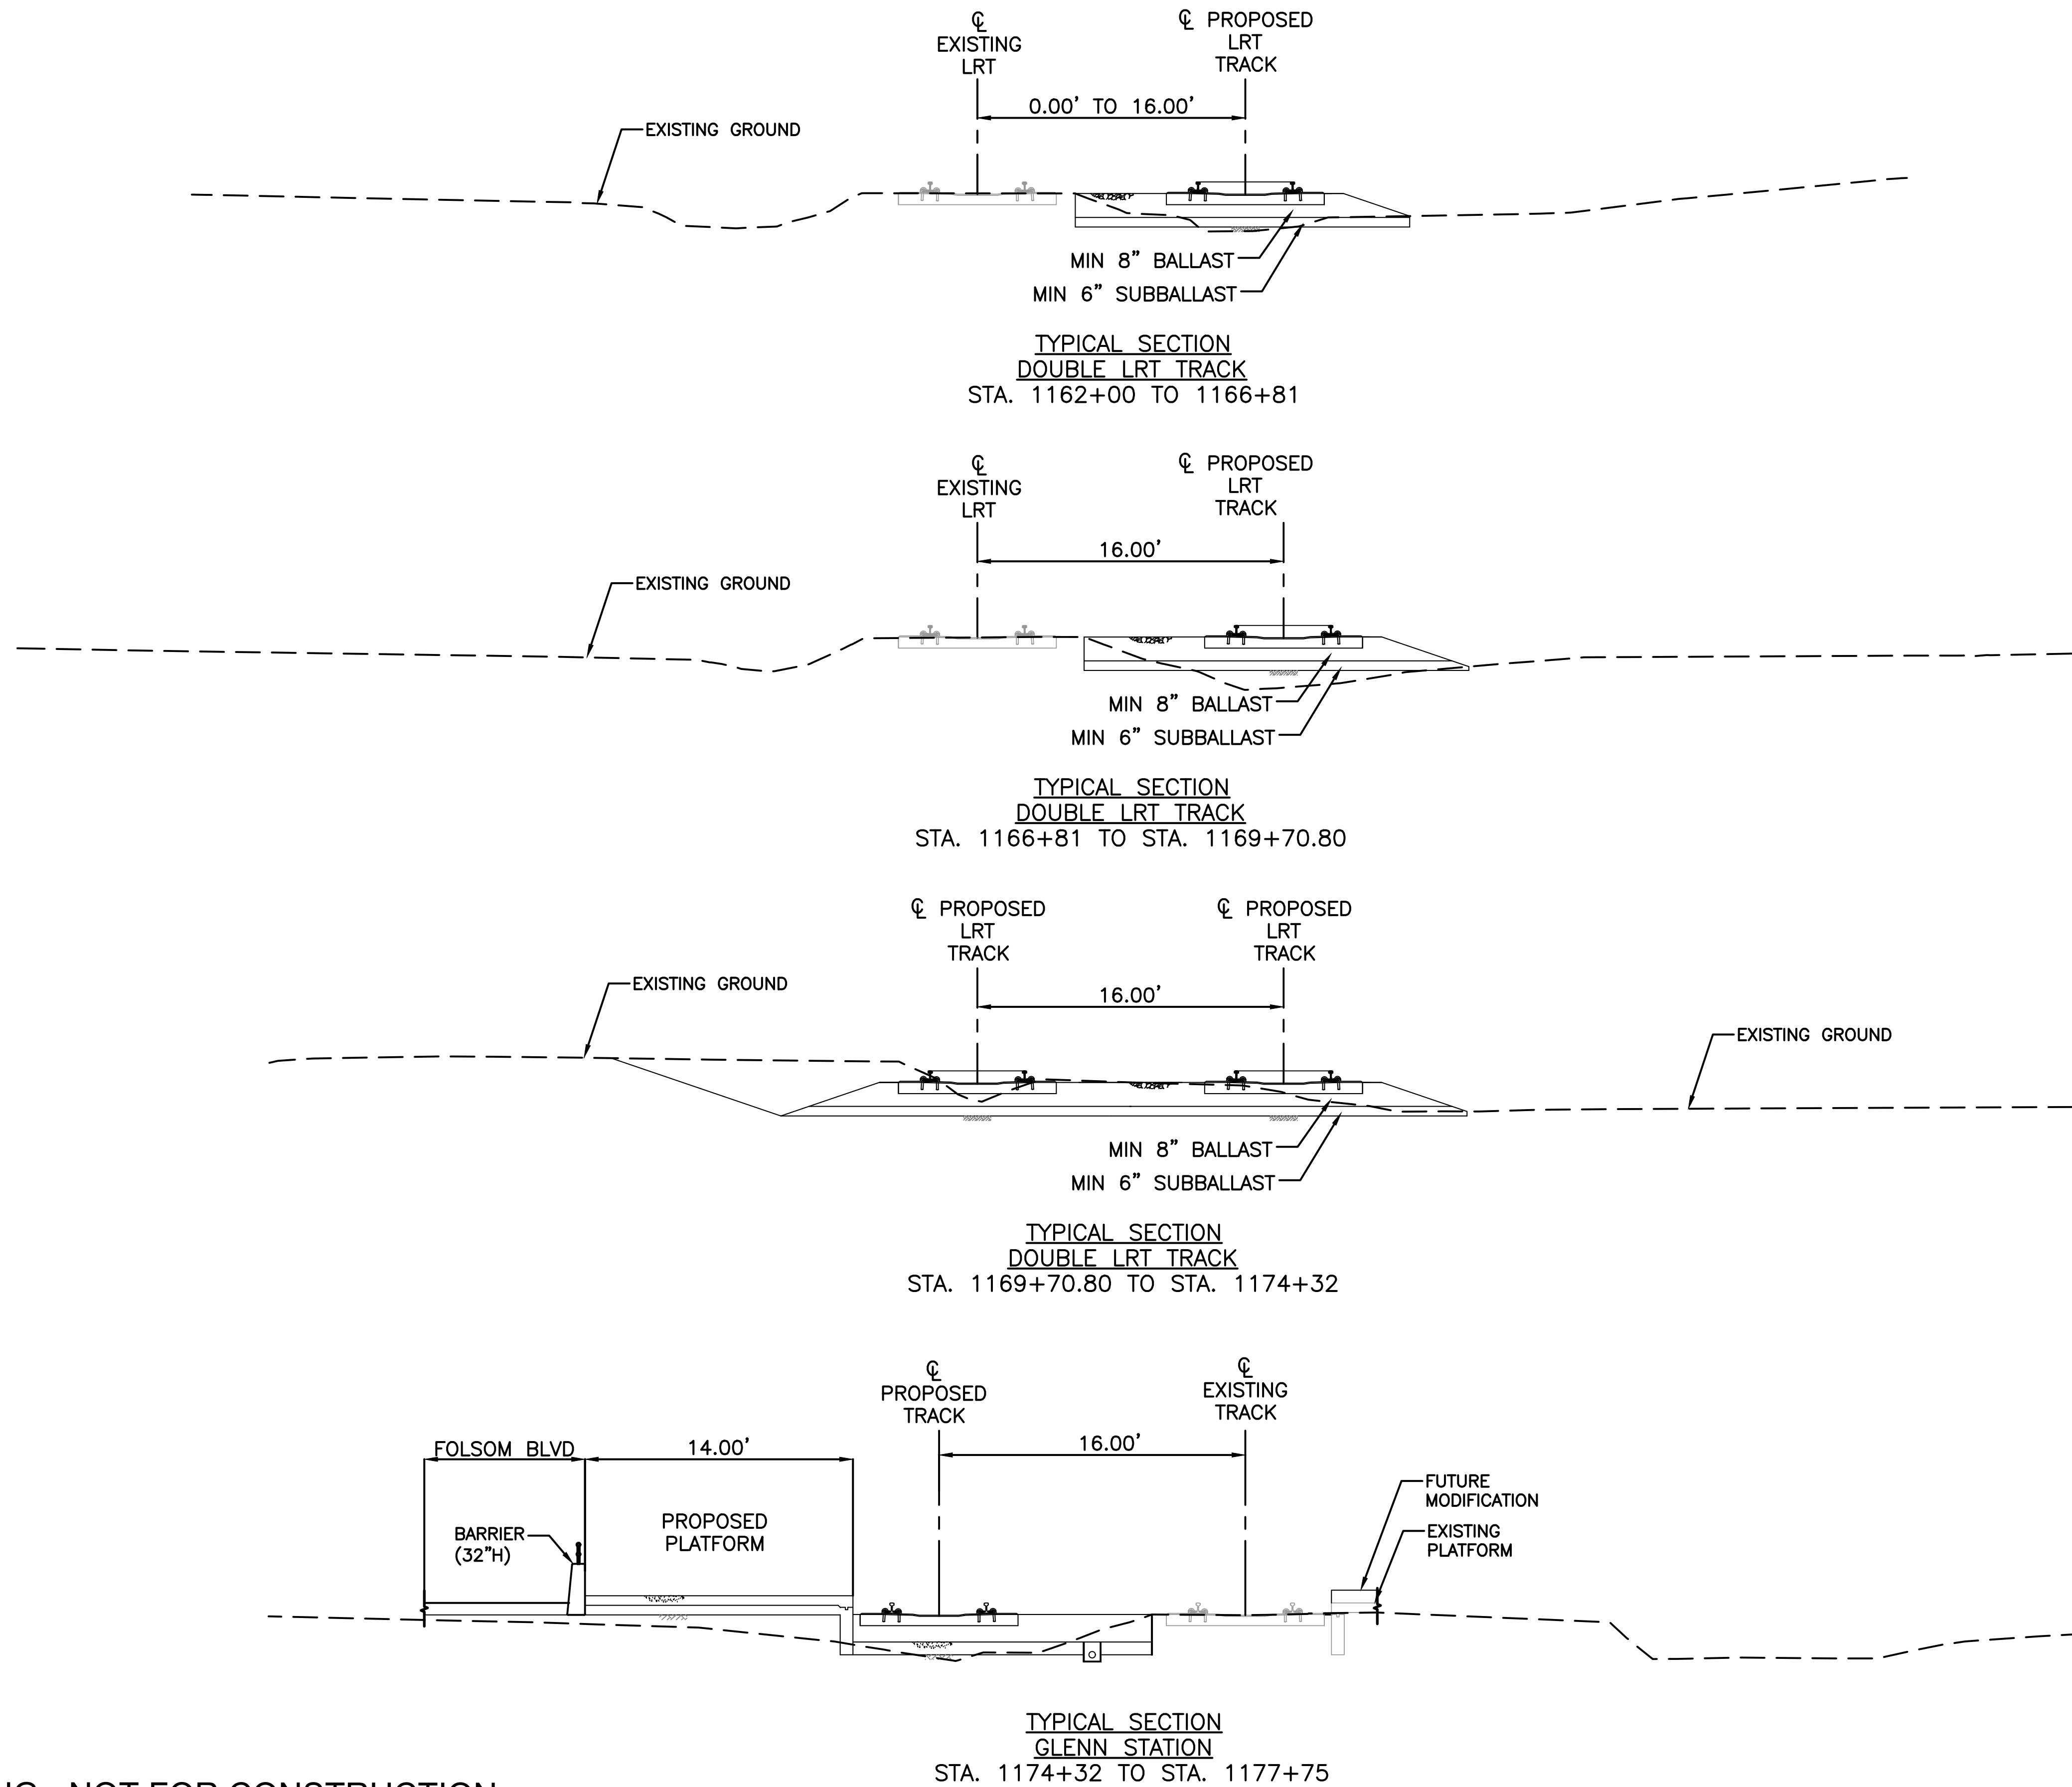 ℄
EXISTING
LRT
℄ PROPOSED
LRT
TRACK
0.00' TO 16.00'
EXISTING GROUND
MIN 8" BALLAST
MIN 6" SUBBALLAST
TYPICAL SECTION
DOUBLE LRT TRACK
STA. 1162+00 TO 1166+81
℄
EXISTING
LRT
℄ PROPOSED
LRT
TRACK
16.00'
EXISTING GROUND
MIN 8" BALLAST
MIN 6" SUBBALLAST
TYPICAL SECTION
DOUBLE LRT TRACK
STA. 1166+81 TO STA. 1169+70.80
℄ PROPOSED
LRT
TRACK
℄ PROPOSED
LRT
TRACK
16.00'
EXISTING GROUND
EXISTING GROUND
MIN 8" BALLAST
MIN 6" SUBBALLAST
TYPICAL SECTION
DOUBLE LRT TRACK
STA. 1169+70.80 TO STA. 1174+32
℄
PROPOSED
TRACK
℄
EXISTING
TRACK
FOLSOM BLVD
14.00'
16.00'
BARRIER
(32"H)
PROPOSED
PLATFORM
FUTURE
MODIFICATION
EXISTING
PLATFORM
TYPICAL SECTION
GLENN STATION
STA. 1174+32 TO STA. 1177+75
NOT FOR CONSTRUCTION